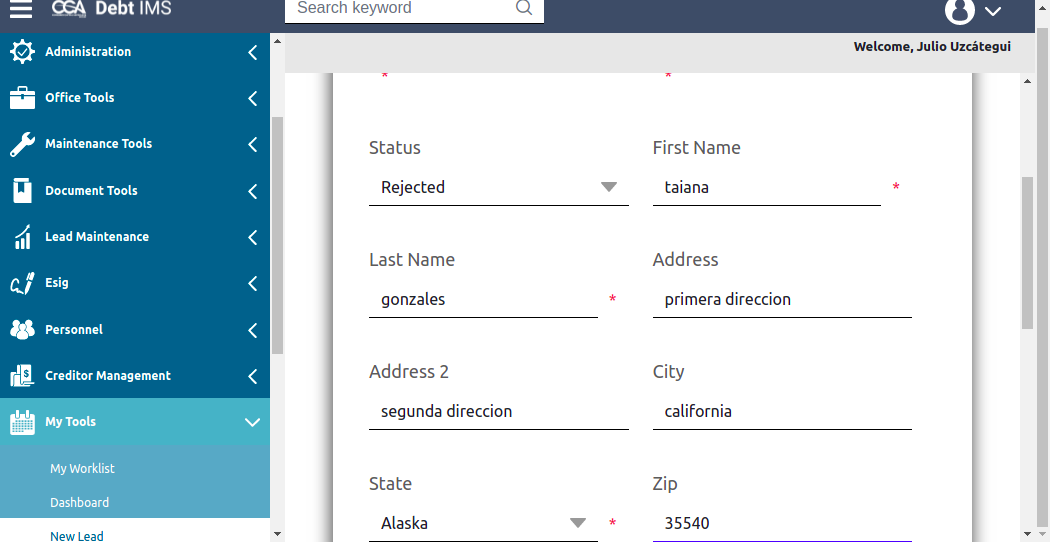 CGA Debt IMS
Search keyword
Welcome, Julio Uzcátegui
Administration
Office Tools
Maintenance Tools
Document Tools
Lead Maintenance
Esig
Personnel
Creditor Management
My Tools
My Worklist
Dashboard
New Lead
* *
Status First Name
Rejected taiana *
Last Name Address
gonzales * primera direccion
Address 2 City
segunda direccion california
State Zip
Alaska * 35540